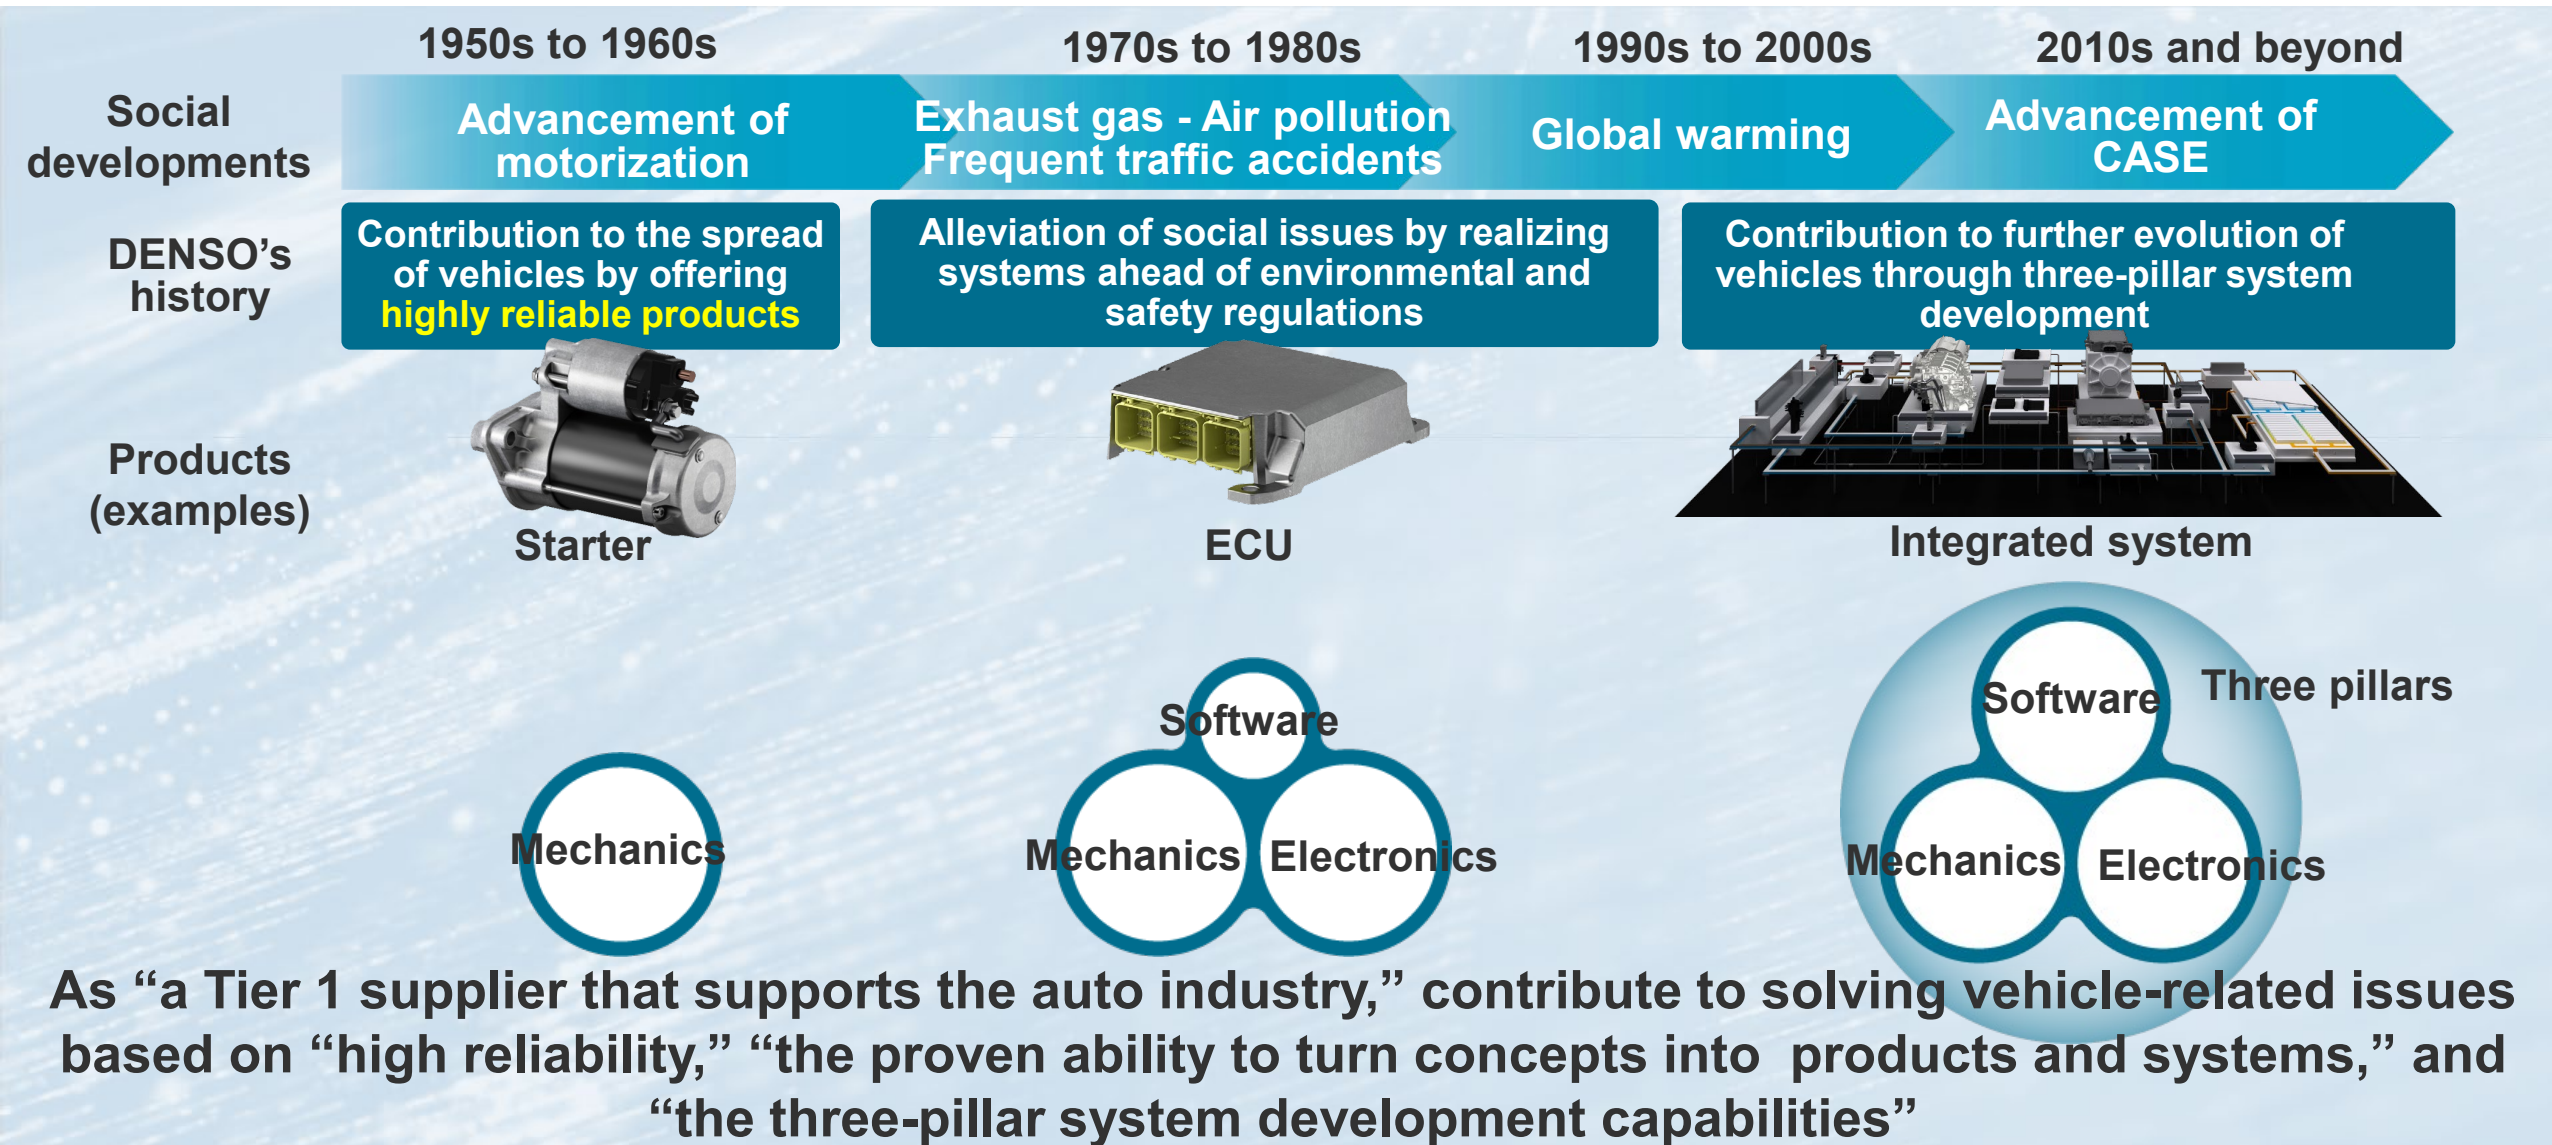 1950s to 1960s
1970s to 1980s
1990s to 2000s
2010s and beyond
Social
developments
Advancement of
motorization
Exhaust gas - Air pollution
Frequent traffic accidents
Global warming
Advancement of
CASE
DENSO’s
history
Contribution to the spread
of vehicles by offering
highly reliable products
Alleviation of social issues by realizing
systems ahead of environmental and
safety regulations
Contribution to further evolution of
vehicles through three-pillar system
development
Products
(examples)
Starter
ECU
Integrated system
Mechanics
Software
Mechanics
Electronics
Software
Three pillars
Mechanics
Electronics
As “a Tier 1 supplier that supports the auto industry,” contribute to solving vehicle-related issues
based on “high reliability,” “the proven ability to turn concepts into  products and systems,” and
“the three-pillar system development capabilities”